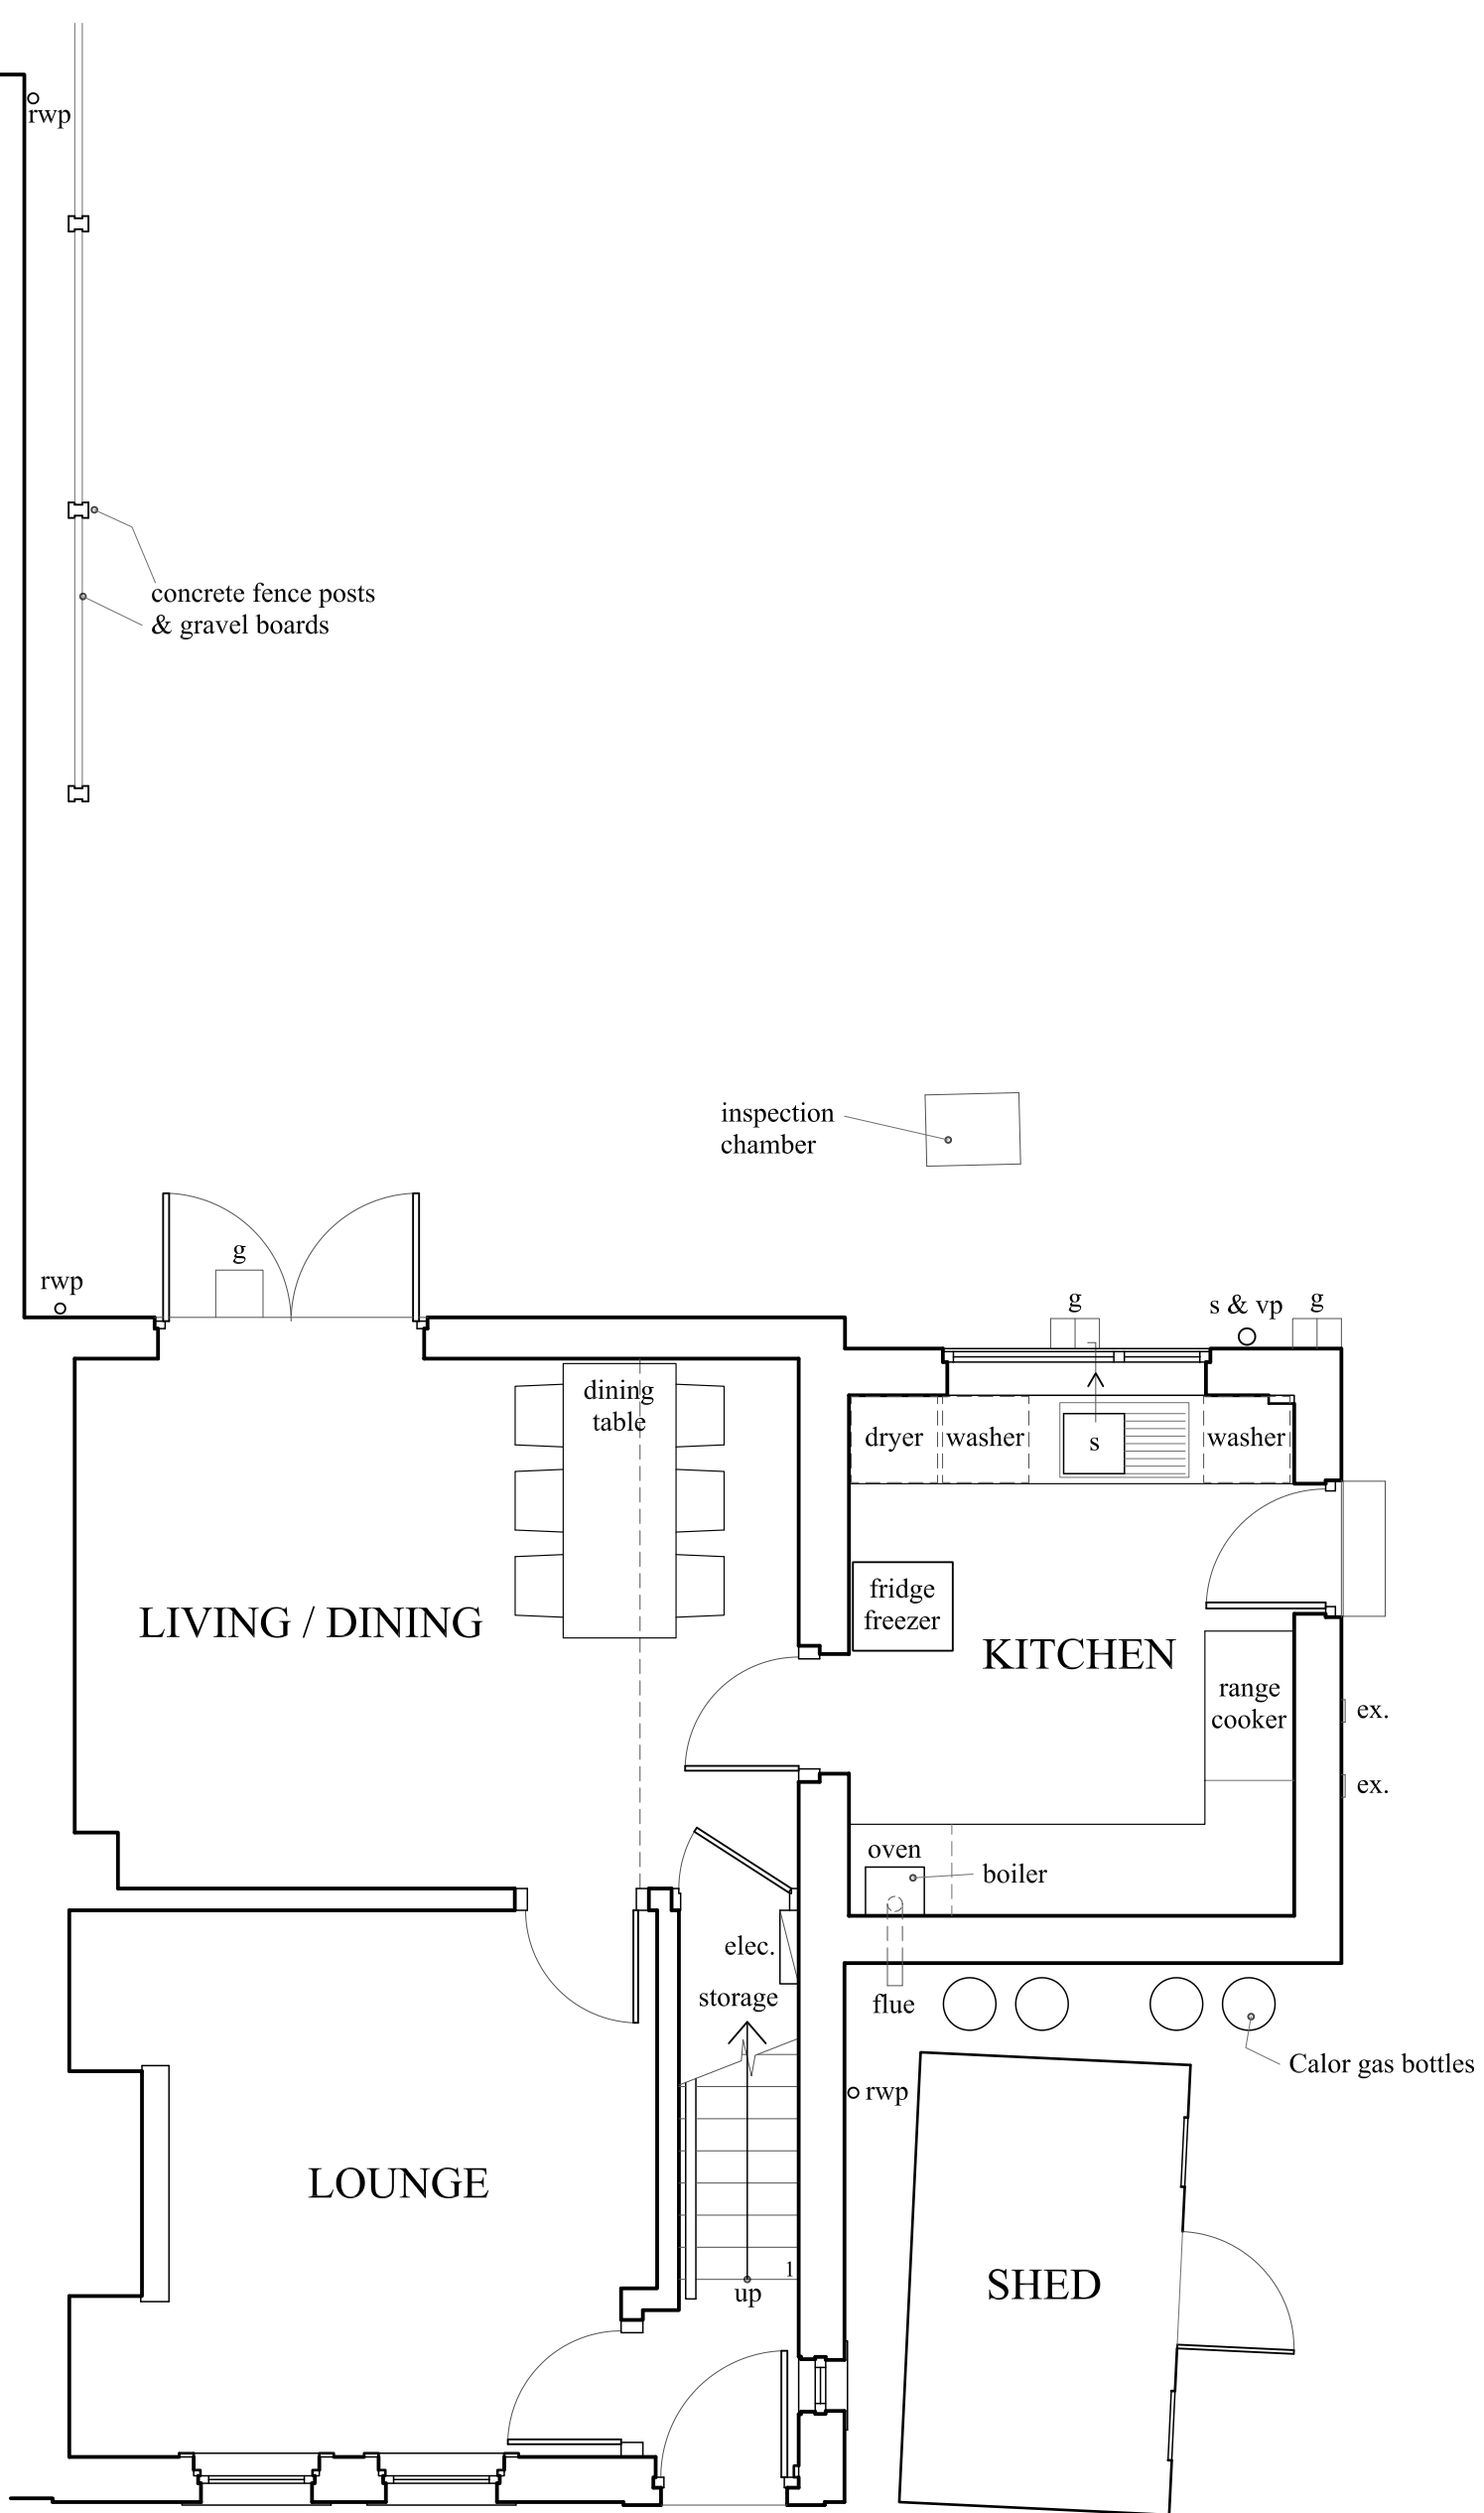 rwp
concrete fence posts
& gravel boards
inspection
chamber
g
rwp
g
s & vp
g
dining
table
dryer
washer
s
washer
fridge
freezer
LIVING / DINING
KITCHEN
range
cooker
ex.
ex.
oven
boiler
elec.
storage
flue
Calor gas bottles
rwp
LOUNGE
SHED
1
up